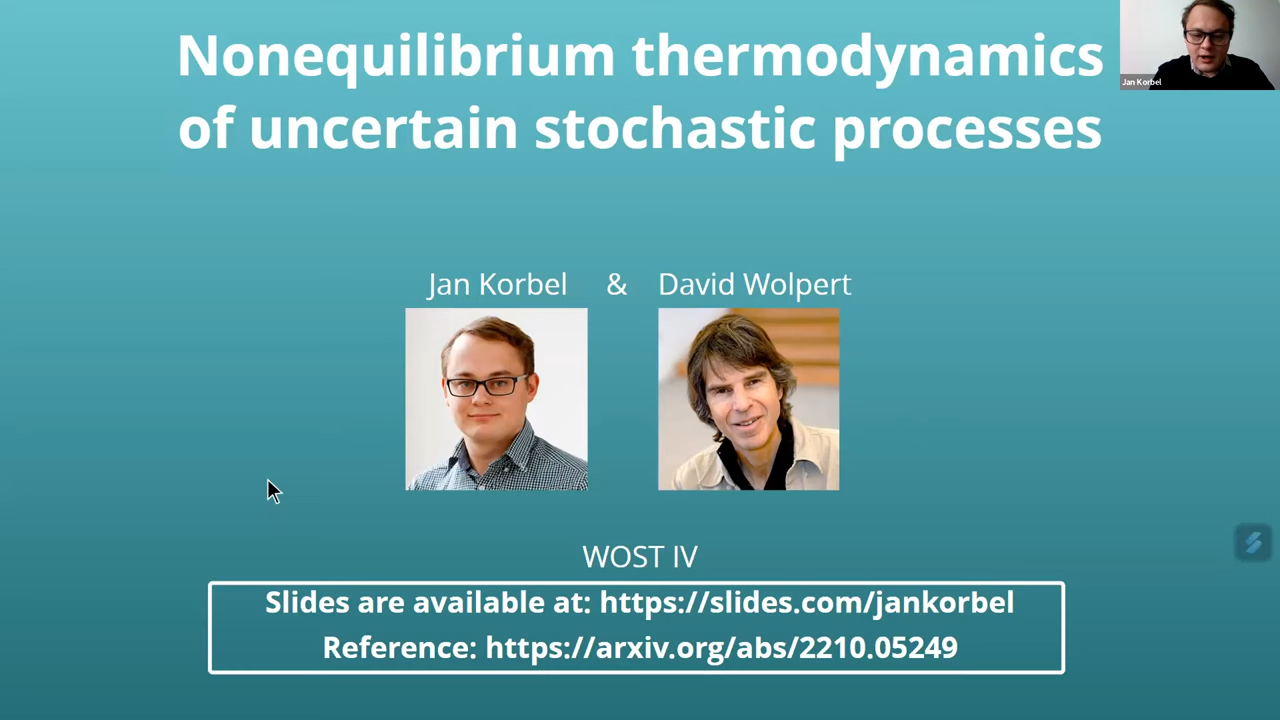 Nonequilibrium thermodynamics
of uncertain stochastic processes
Jan Korbel
Jan Korbel & David Wolpert
WOST IV
Slides are available at: https://slides.com/jankorbel
Reference: https://arxiv.org/abs/2210.05249